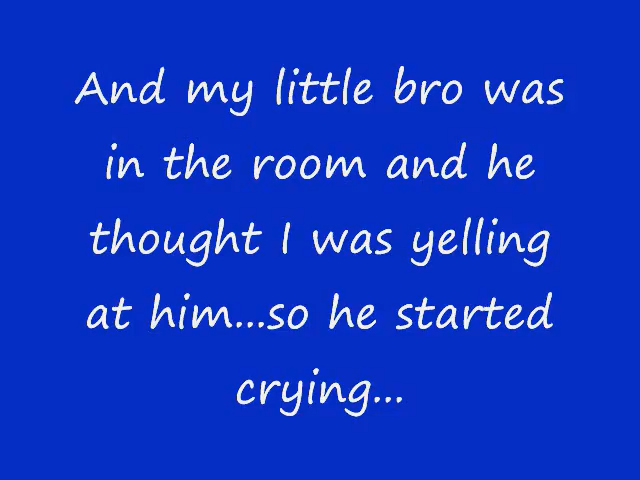 And my little bro was
in the room and he
thought I was yelling
at him...so he started
crying...